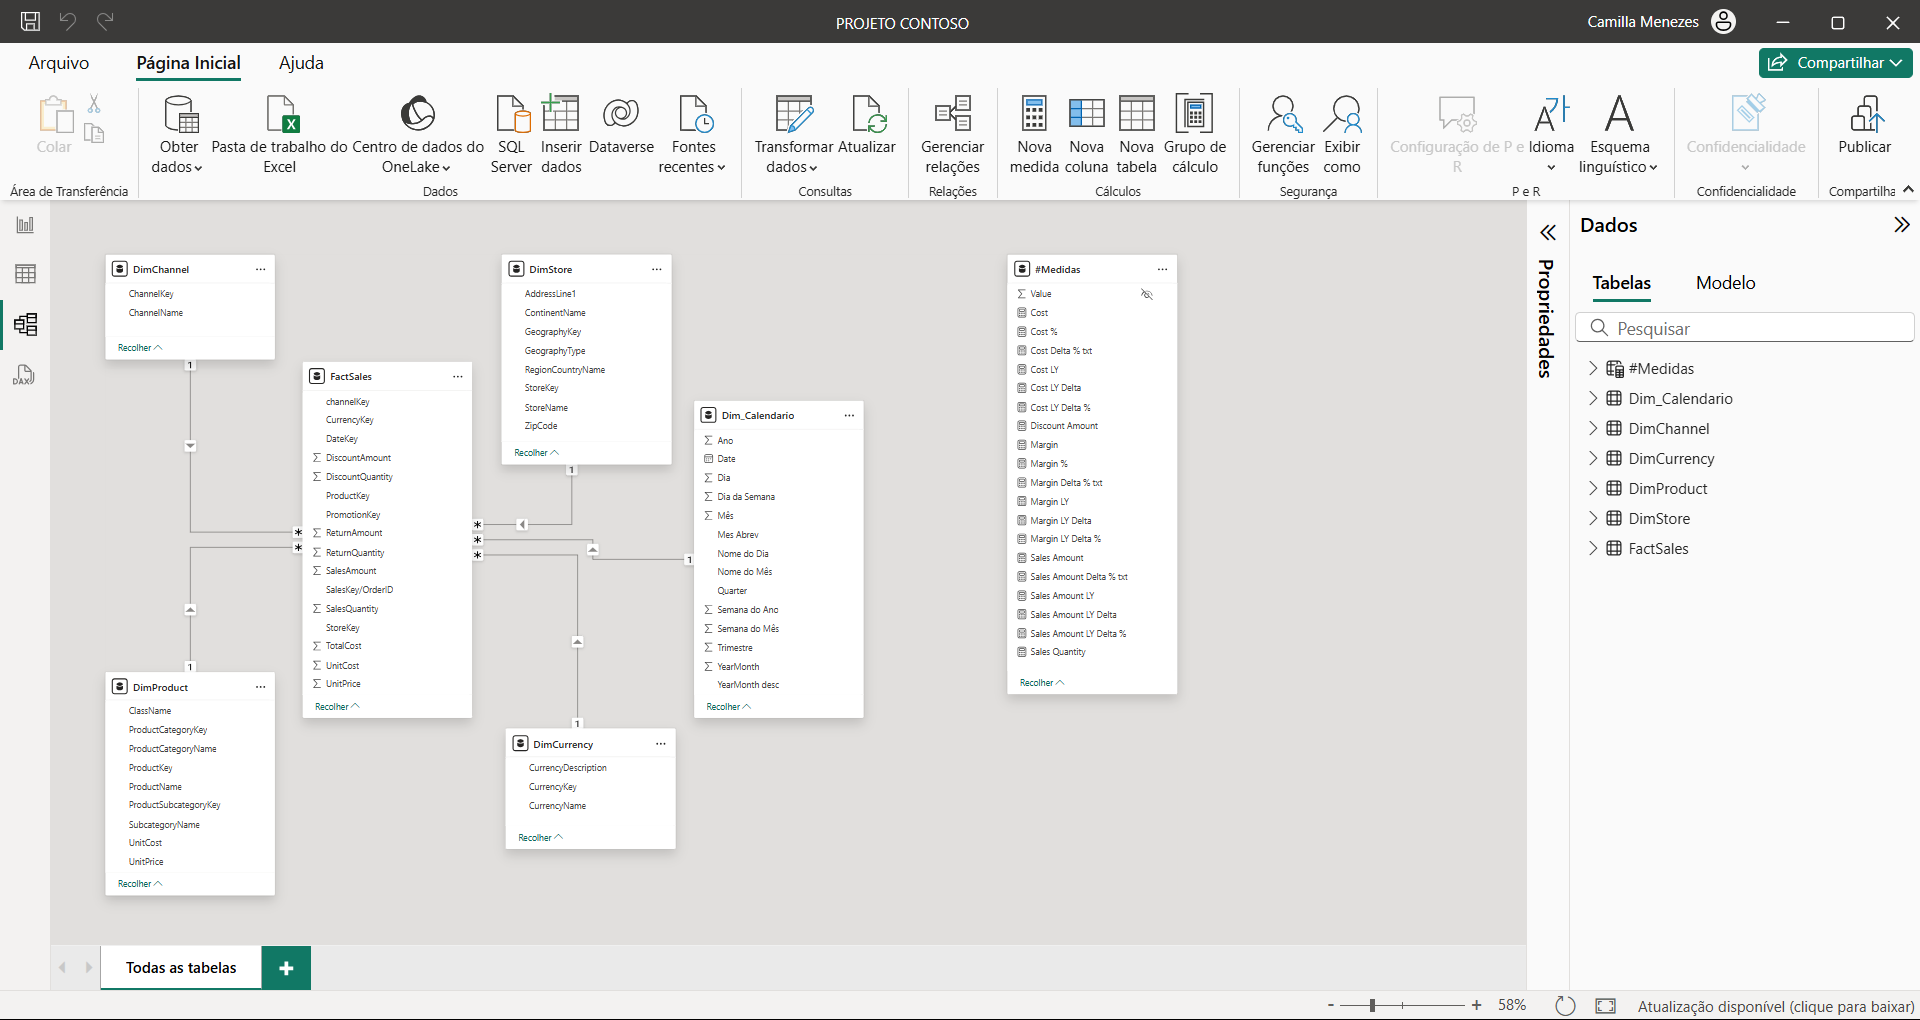 PROJETO CONTOSO
Camilla Menezes
Arquivo
Página Inicial
Ajuda
Compartilhar
Colar
Área de Transferência
Obter dados
Pasta de trabalho do Excel
Centro de dados do OneLake
SQL Server
Inserir dados
Dataverse
Fontes recentes
Dados
Transformar dados
Atualizar
Consultas
Gerenciar relações
Relações
Nova medida
Nova coluna
Nova tabela
Grupo de cálculo
Cálculos
Gerenciar funções
Exibir como
Segurança
Configuração de P e R
Idioma
Esquema linguístico
P e R
Confidencialidade
Confidencialidade
Publicar
Compartilha
DAX
DimChannel
ChannelKey
ChannelName
Recolher
1
FactSales
channelKey
CurrencyKey
DateKey
DiscountAmount
DiscountQuantity
ProductKey
PromotionKey
ReturnAmount
ReturnQuantity
SalesAmount
SalesKey/OrderID
SalesQuantity
StoreKey
TotalCost
UnitCost
UnitPrice
Recolher
*
*
*
*
*
DimStore
AddressLine1
ContinentName
GeographyKey
GeographyType
RegionCountryName
StoreKey
StoreName
ZipCode
Recolher
1
Dim_Calendario
Ano
Date
Dia
Dia da Semana
Mês
Mes Abrev
Nome do Dia
Nome do Mês
Quarter
Semana do Ano
Semana do Mês
Trimestre
YearMonth
YearMonth desc
Recolher
1
1
DimProduct
ClassName
ProductCategoryKey
ProductCategoryName
ProductKey
ProductName
ProductSubcategoryKey
SubcategoryName
UnitCost
UnitPrice
Recolher
1
DimCurrency
CurrencyDescription
CurrencyKey
CurrencyName
Recolher
#Medidas
Value
Cost
Cost %
Cost Delta % txt
Cost LY
Cost LY Delta
Cost LY Delta %
Discount Amount
Margin
Margin %
Margin Delta % txt
Margin LY
Margin LY Delta
Margin LY Delta %
Sales Amount
Sales Amount Delta % txt
Sales Amount LY
Sales Amount LY Delta
Sales Amount LY Delta %
Sales Quantity
Recolher
Propriedades
Dados
Tabelas
Modelo
Pesquisar
#Medidas
Dim_Calendario
DimChannel
DimCurrency
DimProduct
DimStore
FactSales
Todas as tabelas
+
- + 58%
Atualização disponível (clique para baixar)